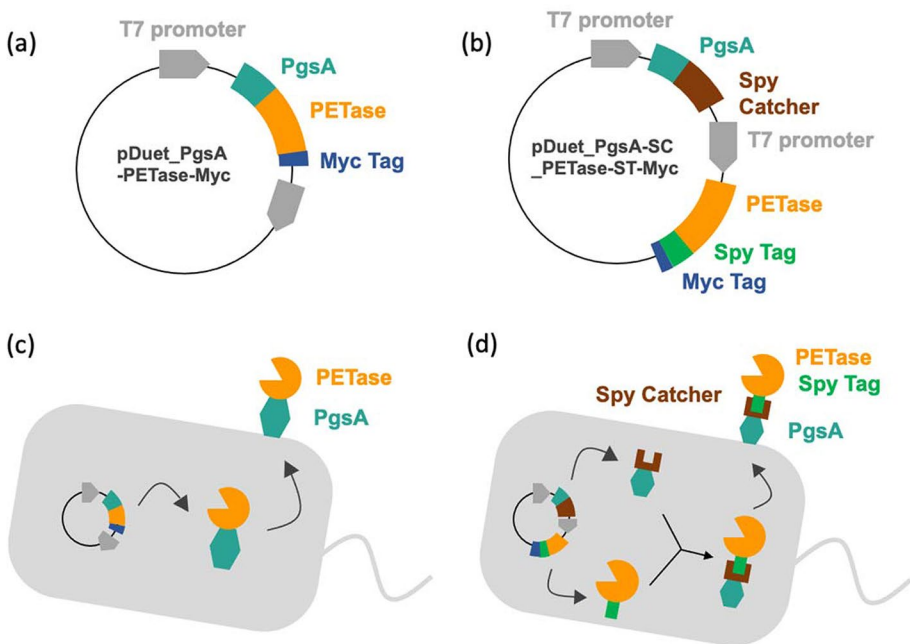 (a)
T7 promoter
PgsA
PETase
Myc Tag
pDuet_PgsA
-PETase-Myc
(b)
T7 promoter
PgsA
Spy
Catcher
T7 promoter
pDuet_PgsA-SC
_PETase-ST-Myc
PETase
Spy Tag
Myc Tag
(c)
PETase
PgsA
(d)
PETase
Spy Tag
Spy Catcher
PgsA